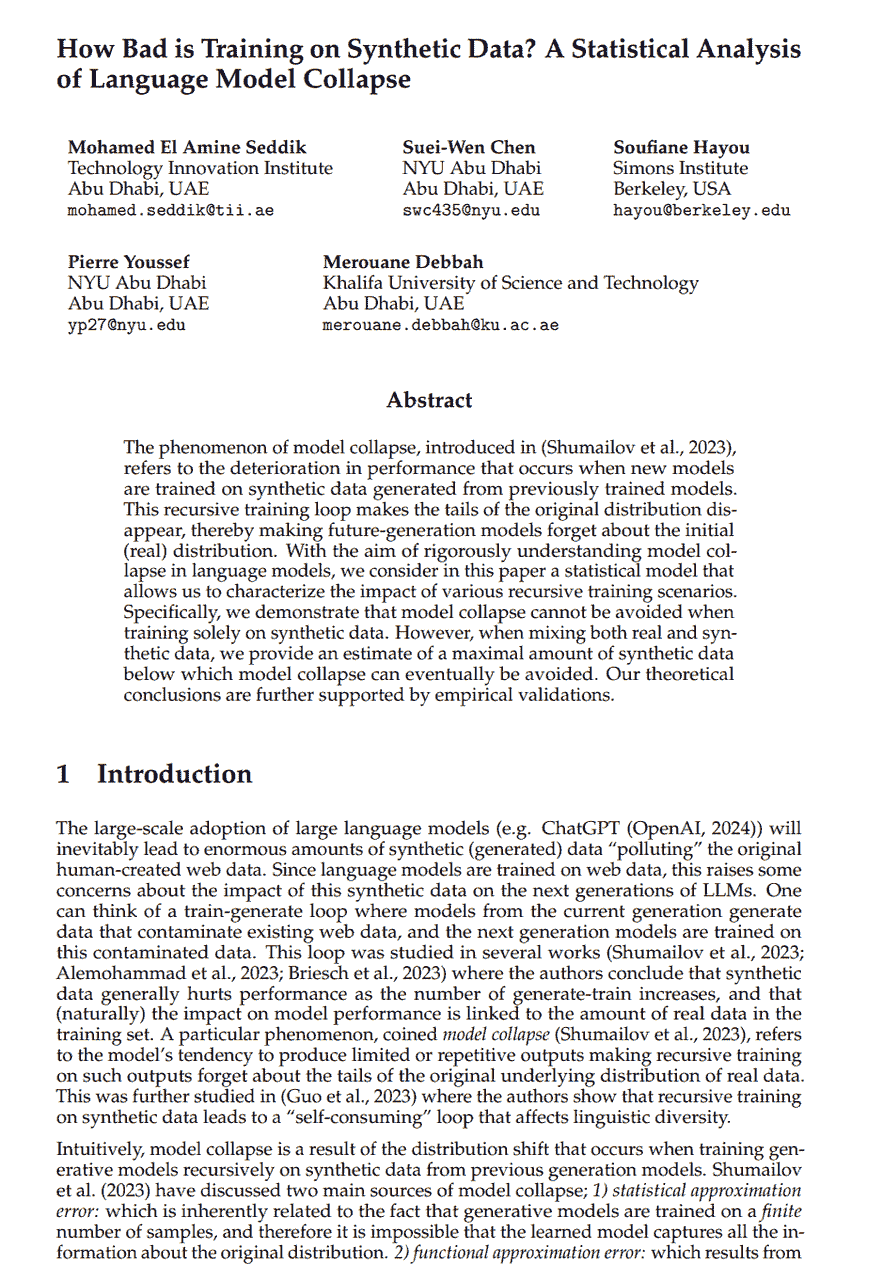 How Bad is Training on Synthetic Data? A Statistical Analysis
of Language Model Collapse
Mohamed El Amine Seddik
Technology Innovation Institute
Abu Dhabi, UAE
mohamed.seddik@tii.ae
Suei-Wen Chen
NYU Abu Dhabi
Abu Dhabi, UAE
swc435@nyu.edu
Soufiane Hayou
Simons Institute
Berkeley, USA
hayou@berkeley.edu
Pierre Youssef
NYU Abu Dhabi
Abu Dhabi, UAE
yp27@nyu.edu
Merouane Debbah
Khalifa University of Science and Technology
Abu Dhabi, UAE
merouane.debbah@ku.ac.ae
Abstract
The phenomenon of model collapse, introduced in (Shumailov et al., 2023),
refers to the deterioration in performance that occurs when new models
are trained on synthetic data generated from previously trained models.
This recursive training loop makes the tails of the original distribution dis-
appear, thereby making future-generation models forget about the initial
(real) distribution. With the aim of rigorously understanding model col-
lapse in language models, we consider in this paper a statistical model that
allows us to characterize the impact of various recursive training scenarios.
Specifically, we demonstrate that model collapse cannot be avoided when
training solely on synthetic data. However, when mixing both real and syn-
thetic data, we provide an estimate of a maximal amount of synthetic data
below which model collapse can eventually be avoided. Our theoretical
conclusions are further supported by empirical validations.
1 Introduction
The large-scale adoption of large language models (e.g. ChatGPT (OpenAI, 2024)) will
inevitably lead to enormous amounts of synthetic (generated) data “polluting” the original
human-created web data. Since language models are trained on web data, this raises some
concerns about the impact of this synthetic data on the next generations of LLMs. One
can think of a train-generate loop where models from the current generation generate
data that contaminate existing web data, and the next generation models are trained on
this contaminated data. This loop was studied in several works (Shumailov et al., 2023;
Alemohammad et al., 2023; Briesch et al., 2023) where the authors conclude that synthetic
data generally hurts performance as the number of generate-train increases, and that
(naturally) the impact on model performance is linked to the amount of real data in the
training set. A particular phenomenon, coined model collapse (Shumailov et al., 2023), refers
to the model’s tendency to produce limited or repetitive outputs making recursive training
on such outputs forget about the tails of the original underlying distribution of real data.
This was further studied in (Guo et al., 2023) where the authors show that recursive training
on synthetic data leads to a “self-consuming” loop that affects linguistic diversity.
Intuitively, model collapse is a result of the distribution shift that occurs when training gen-
erative models recursively on synthetic data from previous generation models. Shumailov
et al. (2023) have discussed two main sources of model collapse; 1) statistical approximation
error: which is inherently related to the fact that generative models are trained on a finite
number of samples, and therefore it is impossible that the learned model captures all the in-
formation about the original distribution. 2) functional approximation error: which results from